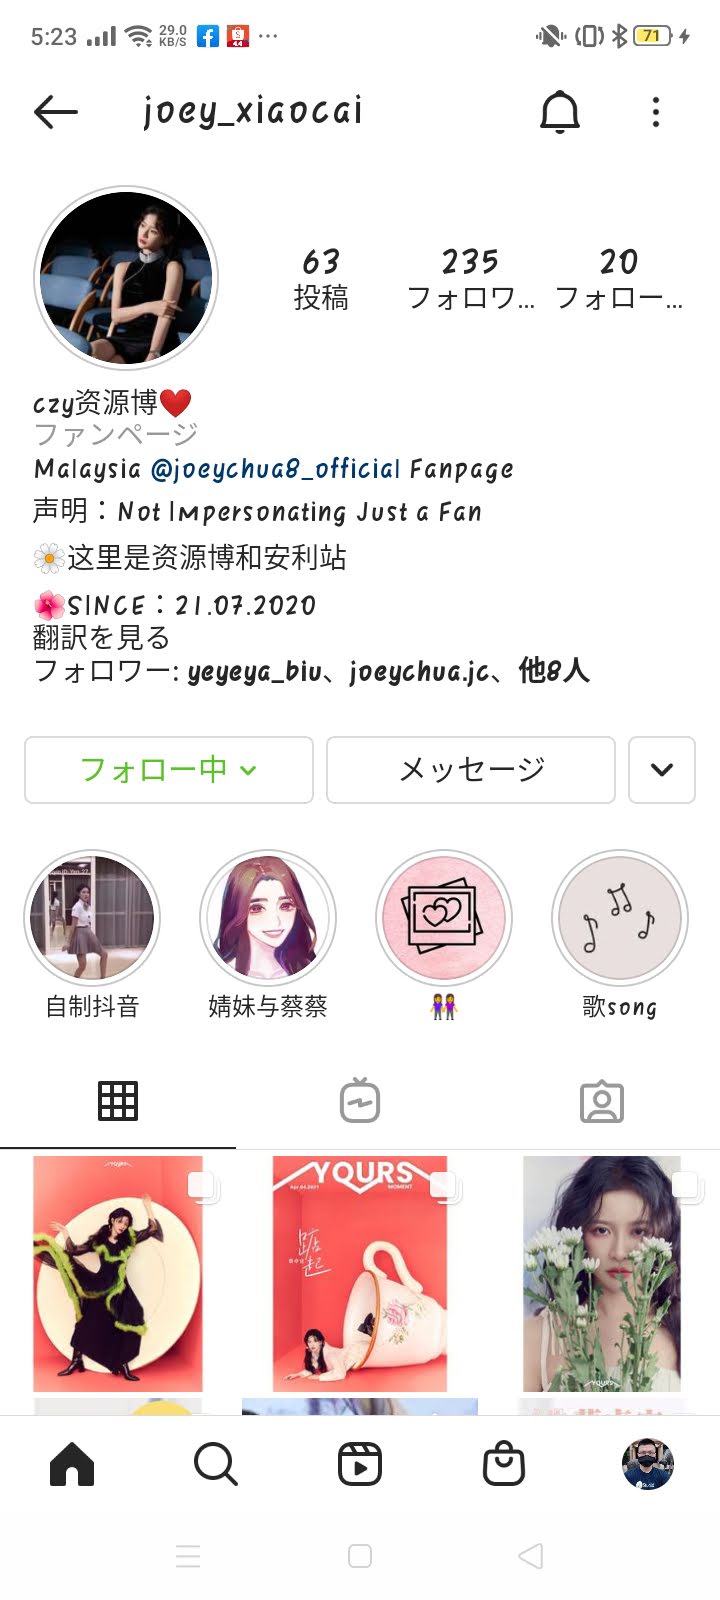 5:23 29.0 KB/S 4.4 ... 71
joey_xiaocai
63 235 20
投稿 フォロワ... フォロー...
czy资源博❤️
ファンページ
Malaysia @joeychua8_official Fanpage
声明：Not Impersonating Just a Fan
🌼这里是资源博和安利站
🌺SINCE：21.07.2020
翻訳を見る
フォロワー: yeyeya_biu、joeychua.jc、他8人
フォロー中 メッセージ
自制抖音 婧妹与蔡蔡 👭 歌song
YOURS
MOMENT